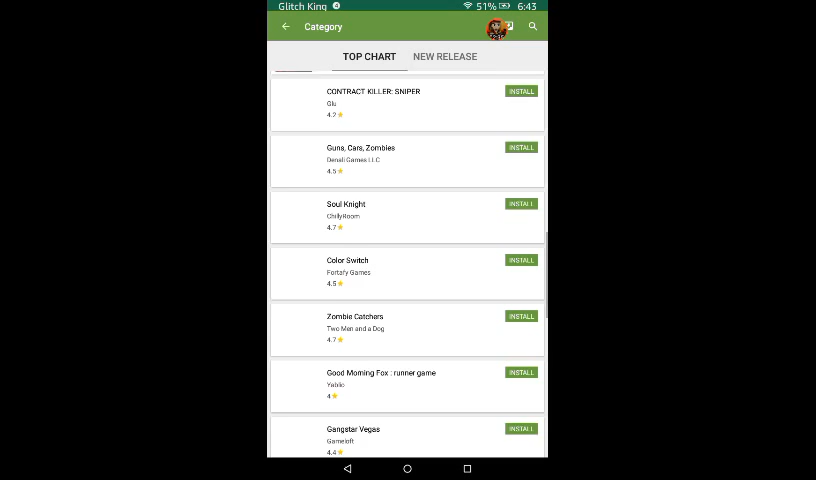 Glitch King 4 51% 6:43
Category
TOP CHART NEW RELEASE
CONTRACT KILLER: SNIPER INSTALL
Glu
4.2
Guns, Cars, Zombies INSTALL
Denali Games LLC
4.5
Soul Knight INSTALL
ChillyRoom
4.7
Color Switch INSTALL
Fortafy Games
4.5
Zombie Catchers INSTALL
Two Men and a Dog
4.7
Good Morning Fox : runner game INSTALL
Yablio
4
Gangstar Vegas INSTALL
Gameloft
4.4